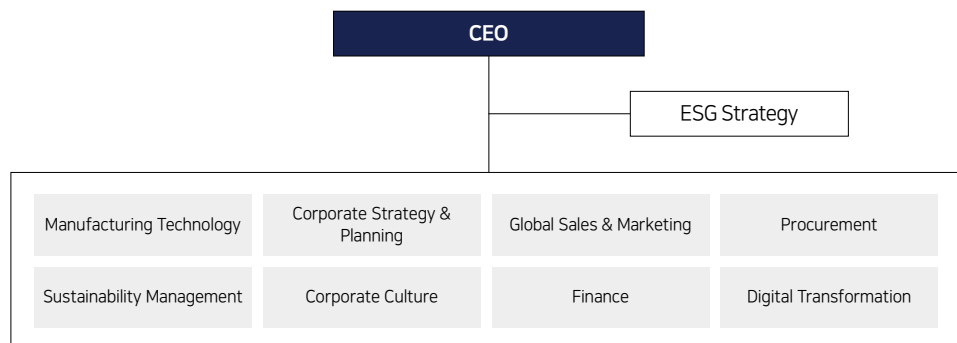 CEO
ESG Strategy
Manufacturing Technology
Corporate Strategy &
Planning
Global Sales & Marketing
Procurement
Sustainability Management
Corporate Culture
Finance
Digital Transformation